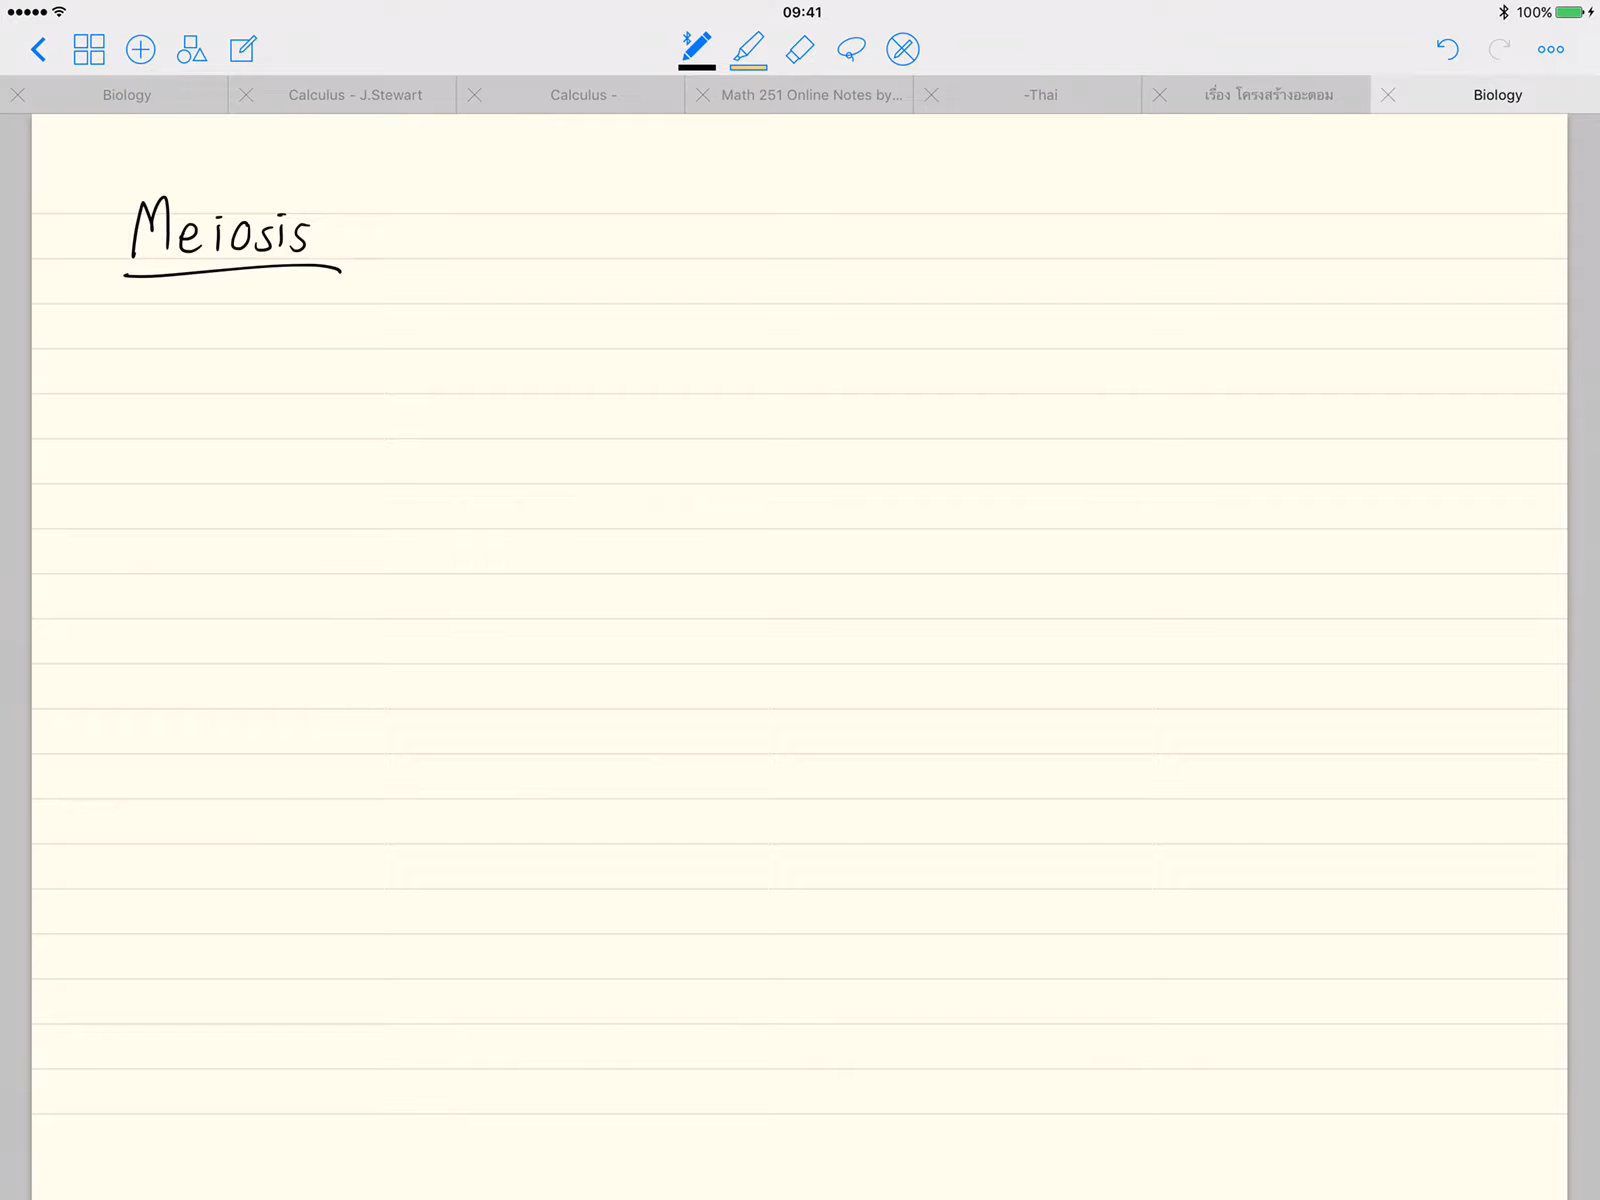 09:41
100%
Biology
Calculus - J.Stewart
Calculus -
Math 251 Online Notes by...
-Thai
เรื่อง โครงสร้างอะตอม
Biology
Meiosis